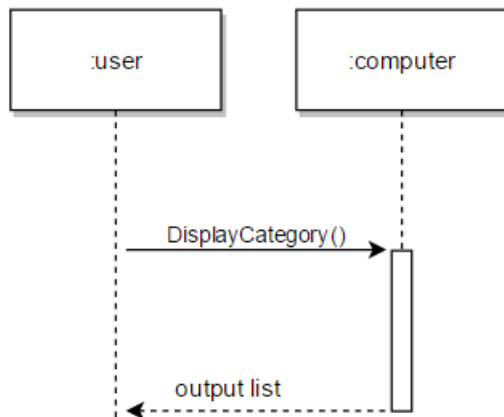 :user
:computer
DisplayCategory()
output list